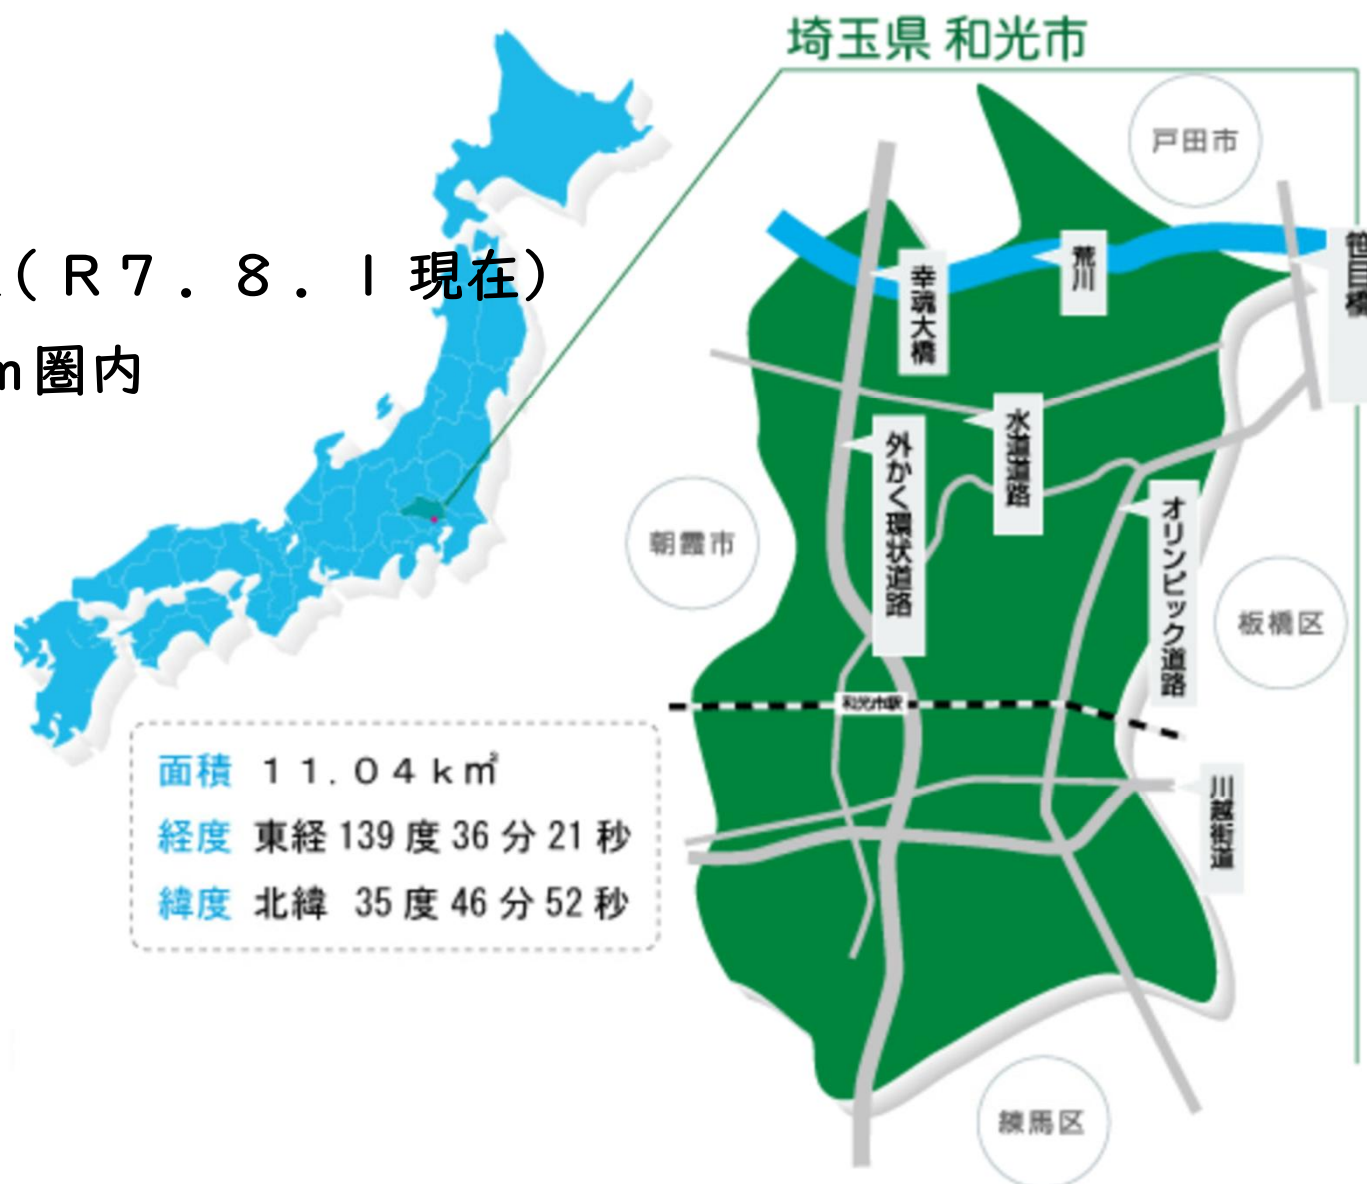 埼玉県 和光市
戸田市
（Ｒ７．８．１現在）
m圏内
笹目橋
荒川
幸魂大橋
水道道路
外かく環状道路
オリンピック道路
朝霞市
板橋区
和光市駅
川越街道
面積 １１.０４ｋ㎡
経度 東経 139 度 36 分 21 秒
緯度 北緯 35 度 46 分 52 秒
練馬区